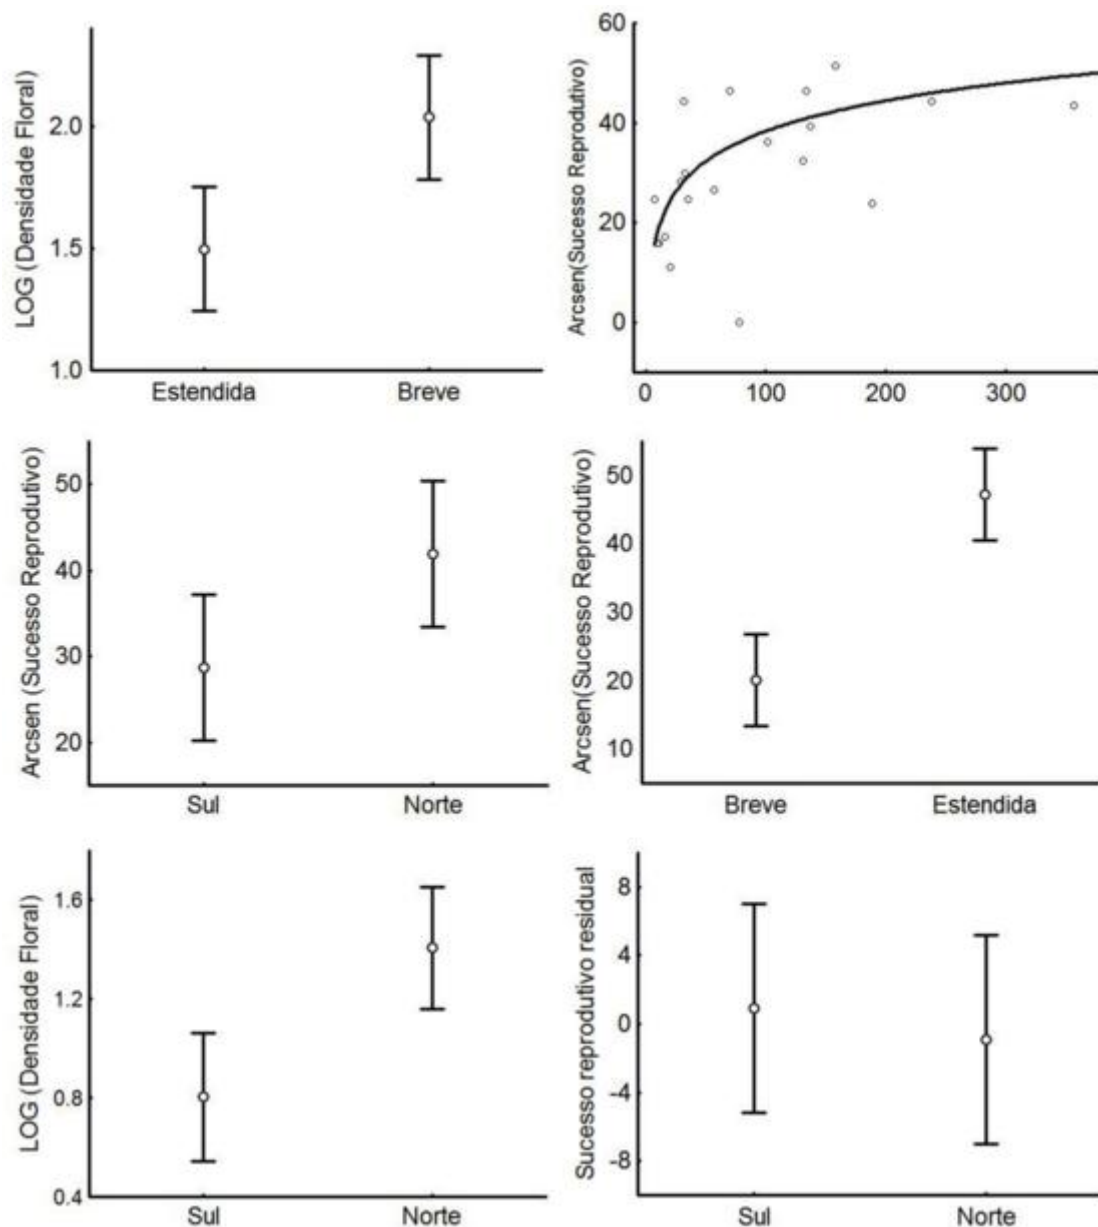 LOG (Densidade Floral)
2.0
1.5
1.0
Estendida Breve
Arcsen(Sucesso Reprodutivo)
60
40
20
0
0 100 200 300
Arcsen (Sucesso Reprodutivo)
50
40
30
20
Sul Norte
Arcsen(Sucesso Reprodutivo)
50
40
30
20
10
Breve Estendida
LOG (Densidade Floral)
1.6
1.2
0.8
0.4
Sul Norte
Sucesso reprodutivo residual
8
4
0
-4
-8
Sul Norte